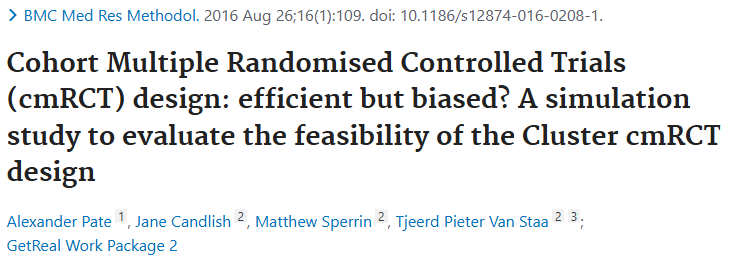 BMC Med Res Methodol. 2016 Aug 26;16(1):109. doi: 10.1186/s12874-016-0208-1.
Cohort Multiple Randomised Controlled Trials
(cmRCT) design: efficient but biased? A simulation
study to evaluate the feasibility of the Cluster cmRCT
design
Alexander Pate 1, Jane Candlish 2, Matthew Sperrin 2, Tjeerd Pieter Van Staa 2 3;
GetReal Work Package 2